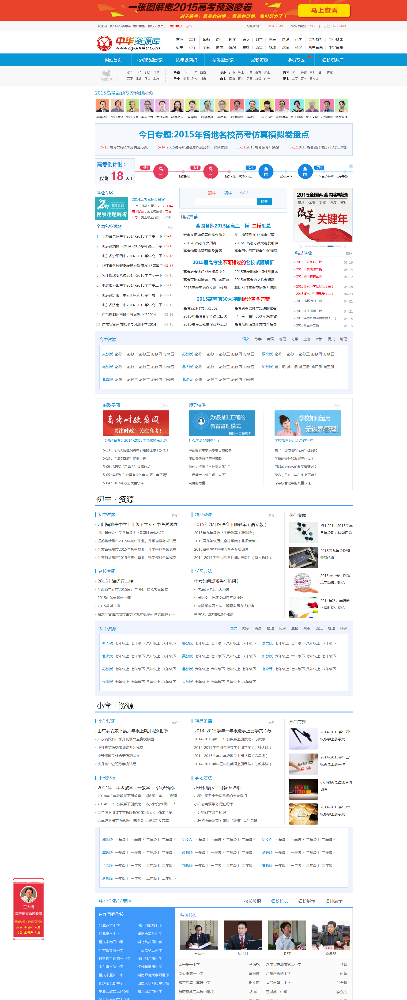 一张图解密2015高考预测密卷
对于高考：最后的时间 ，最后的证明，我们尽力了！
马上查看
欢迎你：贵阳市乌当中学 用户类型：网校（试用） 用户中心 退出
您的IP是：111.194.68.49 | 24小时更新：2865 | 总量：4222440
中华资源库
www.ziyuanku.com
首页 高中 试题 课件 教案 语文 数学 英语 物理 化学 高考备考 高中备课
初中 小学 学案 素材 练习 生物 历史 地理 政治 科学 初中备课 小学备课
网站首页 按知识点浏览 按年级浏览 按类型浏览 最新资源 会员专区 名校资源库
各省分站
华东 山东 浙江 江苏 华南 广东 广西 海南 华北 北京 天津 内蒙 山西 河北 西南 四川 云南 贵州 重庆 西藏
安徽 江西 福建 上海 华中 湖北 湖南 河南 西北 陕西 甘肃 宁夏 新疆 青海 东北 辽宁 吉林 黑龙江
2015高考命题专家预测视频
英:李俊和 语:王大绩 地:王树声 英:陈合舜 生:代立鹏 数:高艳芬 政:李聪 语:李凌起 英:吕鑫 语:孟建中 数:孙宁 化:孙书贺 英:涂德龙 数:王丽娜 物:王文理 史:张寿忠 地:张星梅
今日专题:2015年各地名校高考仿真模拟卷盘点
5-17:高考文综270分黄金方案 5-14:2015高考命题趋势深度分析、权威预测 5-13:2015高考临考广播站 5-12:2015高考倒计时第21天第10题
高考倒计时：
仅剩 18 天！
4月 高三 视频录制 5月 高三 视频上线 预测密卷 6月 全国 成绩出台 全国 7月 各省分数线 高考录取
试题专区
2014 高考真题
视频逐题解析
2014高考试题及答案
点击此处查看1978-2014年
高考试题，含名师解析，英语
听力，史上最全资源......[详细]
全国名校试题 更多
1 江苏省泰州中学2014-2015学年高一下 05-18
2 山东省烟台市2014-2015学年高二下学 05-18
3 山东省宁阳四中2014-2015学年高二下 05-18
4 浙江省名校新高考研究联盟2015届第二 05-18
5 浙江省瑞安八校2014-2015学年高一下 05-16
6 重庆市巫山中学2014-2015学年高二下 05-16
7 山东省济南一中2014-2015学年高一下 05-16
8 山东省济南一中2014-2015学年高二下 05-16
9 广东省潮州市饶平县凤洲中学2014- 05-16
10 广东省潮州市饶平县凤洲中学2014- 05-16
高中 初中 小学
搜索
精品推荐
全国各地2015届高三一模 二模汇总
专家支招如何写出高分作文 从一模预测2015高考试题
2015年高考作文预测 2015年高考考试大纲及解读
高考物理命题预测及押题 高考历史最可能考的50道题
2015届高考生不可错过的名校试题解析
高考必考热点漫画知多少？ 2015高考地理热点预测押题
高考英语易错题、陷阱题汇总 2015年高考语文临考猜题
2015高考英语作文题目预测 新课标卷高考英语听力押题
2015高考前30天冲刺提分黄金方案
高考满分作文兵法36计 高考阅卷老师才知道的秘密
2015年高考各学科速记口诀 “一带一路”360°权威解读
2015高考二轮复习资料汇总 高考经典话题作文写作指导
2015全国两会内容精选
整合 优质 专业 深度 实用
改革关键年
精品试题 更多
2015山东潍坊二模 05-16
2015山东淄博二模 05-14
2015四川雅安三诊 05-12
2015衡水中学信息卷（三） 04-28
2015衡水中学信息卷（二） 04-23
2015成都七中三诊 04-21
2015浙江温州二模 04-21
2015年衡水中学信息卷（一） 04-15
2015哈三中二模 04-13
高中资源 语文 数学 英语 物理 化学 生物 政治 历史 地理
人教版 必修一 必修二 必修三 必修四 必修五 苏教版 必修一 必修二 必修三 必修四 必修五 语文版 必修一 必修二 必修三 必修四 必修五
粤教版 必修一 必修二 必修三 必修四 必修五 鲁人版 必修一 必修二 必修三 必修四 必修五 沪教版 第一册 第二册 第三册 第四册 第五册
北京版 必修一 必修二 必修三 必修四 必修五 北师大 必修一 必修二 必修三 必修四 必修五
时政要闻 更多
高考时政要闻
关注时政！关注高考！
【时政备考】2014-2015年时政热点汇总
5-13：习大大博鳌演讲中引用的佳句（双语）
5-13：“错字落聘”绝非小矢
5-09：APEC“习奥会”议题热点
5-05：与尼泊尔地震有关的考点!万一考了呢!
5-04：2015年政府民生承诺
领导特供
为您提供正确的
教育管理模式
我们一直在努力
什么才是好的教育？
解读衡水中学高考成功的秘诀
浅谈责任督学管理策略
为什么提出“学校新文化”？
“课间十分钟”哪儿去了?
制度的力量
更多
学校如何运用
无边界管理!
学校如何运用无边界管理！
由“一切与咖啡无关”想到的
学校的提升和发展靠什么？
何以成为有效的教学管理者？
德育，重在“实”字上下功夫
论学校管理中的八重八轻
初中 · 资源
初中试题 更多
四川省雅安中学七年级下学期期中考试试卷
四川省雅安中学八年级下学期期中考试试卷
江苏省徐州市2015年初中毕业、升学模拟考试试卷
江苏省徐州市2015年初中毕业、升学模拟考试试卷
江苏省徐州市2015年初中毕业、升学模拟考试试卷
精品备课 更多
2015年九年级语文下册教案（语文版）
2015年九年级数学下册教案（浙教版）
2015届九年级历史金榜学案（北师大版）
2015届中考物理核心考点专项训练
2014-2015学年七年级上册历史课件（新人教版）
名校套题
2015上海闵行二模
江西省宜春市2015届九年级4月模拟考试试卷
2015山东省滕州一模
2015黄埔二模
黑龙江省哈尔滨市香坊区九年级调研测试试题（一
学习方法
中考如何规避失分陷阱?
中考满分作文六大秘诀
中考语文：记叙文阅读答题技巧
中考数学复习方法：解题实用方法汇编
中考状元成功的10个秘诀
热门专题
初中2014-2015学年
各年级期末试题汇总
2015届九年级物理
专题练测
BIOLOGY
2015届中考生物精
品专题复习训练
2014年秋九年级数
学课时精讲精练
初中资源 语文 数学 英语 物理 化学 生物 政治 历史 地理 科学
新人教 七年级上 七年级下 八年级上 八年级下 鄂教版 七年级上 七年级下 八年级上 八年级下 语文版 七年级上 七年级下 八年级上 八年级下
北师大 七年级上 七年级下 八年级上 八年级下 冀教版 七年级上 七年级下 八年级上 八年级下 沪教版 六年级上 六年级下 七年级上 七年级下
苏教版 七年级上 七年级下 八年级上 八年级下 鲁教版 六年级上 六年级下 七年级上 七年级下 北京课 七年级上 七年级下 八年级上 八年级下
长春版 七年级上 七年级下 八年级上 八年级下 人教版 七年级上 七年级下 八年级上 八年级下
小学 · 资源
小学试题 更多
山东泰安东平县六年级上期末检测试题
广东省深圳市小升初语文全真模拟题
小升初英语突击训练系列试卷
小升初数学综合素质测试卷
小升初毕业班数学测试卷
精品备课 更多
2014-2015学年一年级数学上册学案（苏
2014-2015学年一年级数学上册教案（苏教版）
2014-2015学年四年级数学上册学案（北师大版）
2014-2015学年六年级数学上册学案（青岛版）
2014-2015学年三年级英语上册课件（苏教牛津）
下载排行
2014年二年级数学下册教案：《认识有余
2014年二年级数学下册教案：《数学广角——推理
2014年二年级数学下册教案：《小小设计师》（人
二年级下册数学苏教版教案 米和分米、毫米长度
六年级下册英语苏教牛津版 期末测试卷及答案一
学习方法
小升初语文冲刺备考攻略
小学生学习小升初英语的七大窍门
小升初英语常考词汇巧计
小升初数学必考知识
小升初应考诀窍：摸清“题情”先易后难
热门专题
2014-2015学年四年
级数学上册学案
2014-2015学年三年
级英语上册课件
小升初英语语法专项
训练
2014-2015学年六年
级数学上册学案
湘教版 一年级上 一年级下 二年级上 二年级下 语文A 一年级上 一年级下 二年级上 二年级下 语文S 一年级上 一年级下 二年级上 二年级下
冀教版 一年级上 一年级下 二年级上 二年级下 教科版 一年级上 一年级下 二年级上 二年级下 沪教版 一年级上 一年级下 二年级上 二年级下
长春版 一年级上 一年级下 二年级上 二年级下 鄂教版 一年级上 一年级下 二年级上 二年级下 鲁教版 一年级上 一年级下 二年级上 二年级下
浙教版 一年级上 一年级下 二年级上 二年级下
王大绩
高考语文命题专家
录制时间：2015/05/06
英语:李俊和 观看
地理:王树声 观看
中小学教学专区 校长访谈 名校校长 名校展示 名师展示
合作百强学校
河北正定中学 四川省成都七中
河北衡水中学 衡阳市第八中学
重庆市南开中学 湖北省黄冈中学
江苏省盐城中学 上高县第二中学
甘肃省兰州第一中学 浙江省台州中学
山东省实验中学 江苏省扬州中学
重庆市重庆一中 湖南师范大学附属中
长沙市长郡中学 山西大学附属中学校
宁夏回族自治区银川 湖北省沙市中学
名校校长
王跃平 周千红 刘祥 袁昌华
绍兴第一中学 马德尧 湖南省株洲市第二中学 张辉
南安市第一中学 陈国璋 广州市执信中学 何勇
葫芦岛第一高级中学 谢文海 宜昌市第一中学 付全新
新野县第三高级中学校 胡海川 玉溪第一中学 李立杰